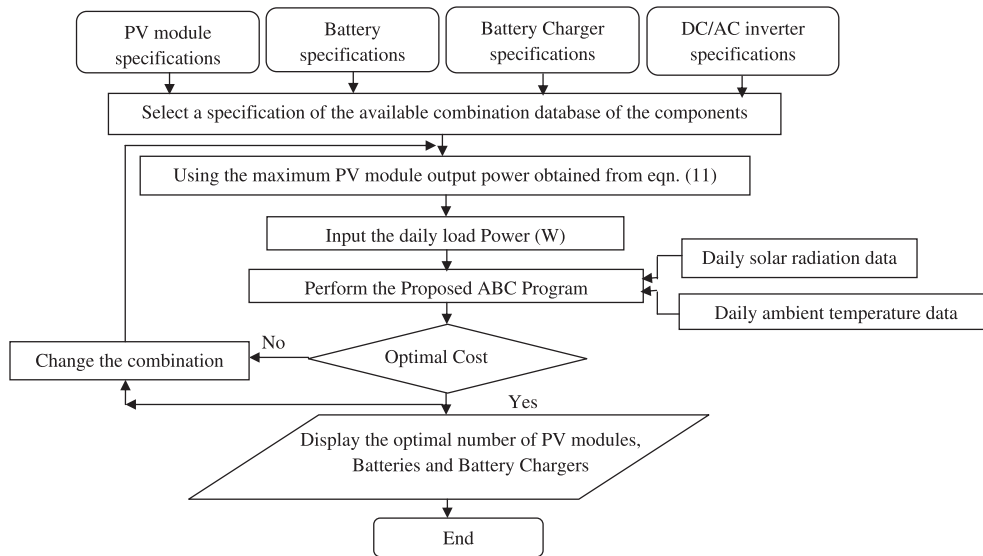 PV module
specifications
Battery
specifications
Battery Charger
specifications
DC/AC inverter
specifications
Select a specification of the available combination database of the components
Using the maximum PV module output power obtained from eqn. (11)
Input the daily load Power (W)
Daily solar radiation data
Perform the Proposed ABC Program
Daily ambient temperature data
No
Change the combination
Optimal Cost
Yes
Display the optimal number of PV modules,
Batteries and Battery Chargers
End